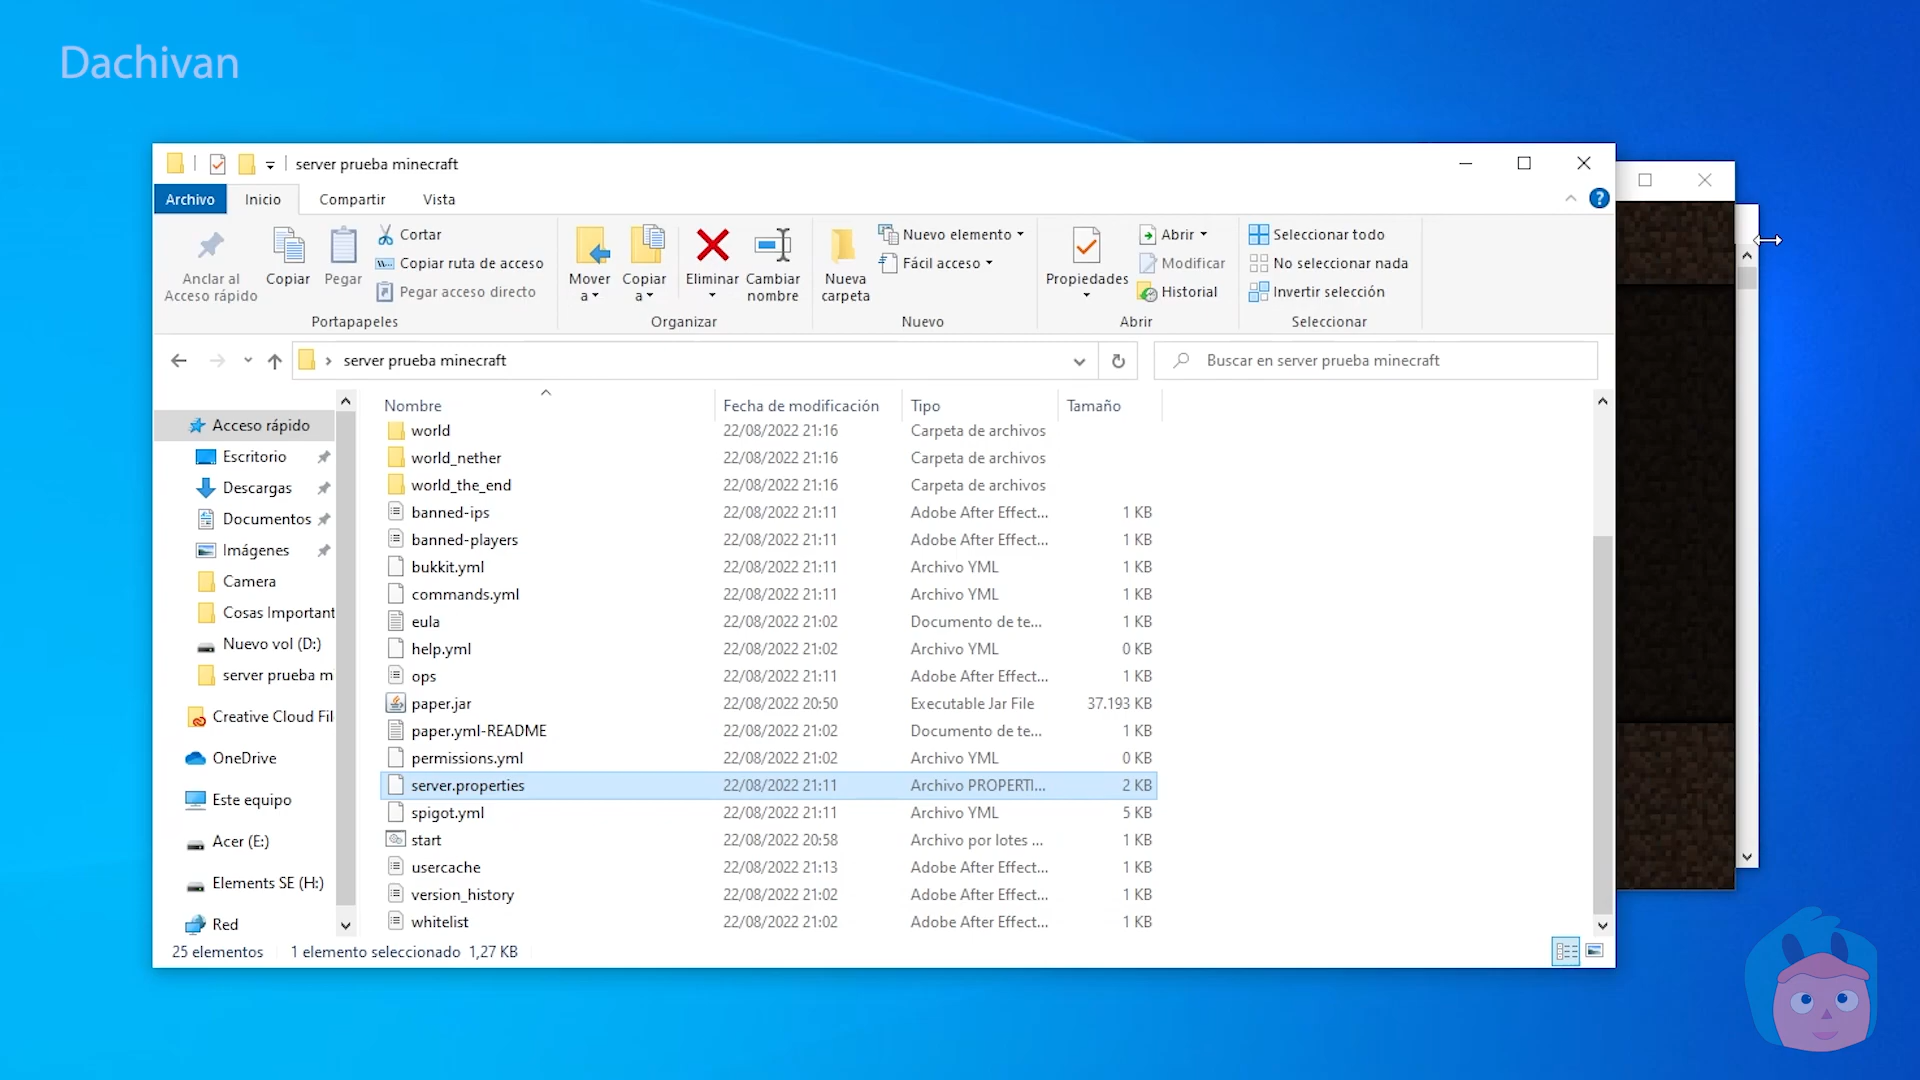 Dachivan
server prueba minecraft
Archivo Inicio Compartir Vista
Anclar al Acceso rápido
Copiar
Pegar
Cortar
Copiar ruta de acceso
Pegar acceso directo
Portapapeles
Mover a
Copiar a
Eliminar
Cambiar nombre
Organizar
Nueva carpeta
Nuevo elemento
Fácil acceso
Nuevo
Propiedades
Abrir
Modificar
Historial
Abrir
Seleccionar todo
No seleccionar nada
Invertir selección
Seleccionar
server prueba minecraft
Buscar en server prueba minecraft
Acceso rápido
Escritorio
Descargas
Documentos
Imágenes
Camera
Cosas Important
Nuevo vol (D:)
server prueba m
Creative Cloud Fil
OneDrive
Este equipo
Acer (E:)
Elements SE (H:)
Red
Nombre Fecha de modificación Tipo Tamaño
world 22/08/2022 21:16 Carpeta de archivos
world_nether 22/08/2022 21:16 Carpeta de archivos
world_the_end 22/08/2022 21:16 Carpeta de archivos
banned-ips 22/08/2022 21:11 Adobe After Effect... 1 KB
banned-players 22/08/2022 21:11 Adobe After Effect... 1 KB
bukkit.yml 22/08/2022 21:11 Archivo YML 1 KB
commands.yml 22/08/2022 21:11 Archivo YML 1 KB
eula 22/08/2022 21:02 Documento de te... 1 KB
help.yml 22/08/2022 21:02 Archivo YML 0 KB
ops 22/08/2022 21:11 Adobe After Effect... 1 KB
paper.jar 22/08/2022 20:50 Executable Jar File 37.193 KB
paper.yml-README 22/08/2022 21:02 Documento de te... 1 KB
permissions.yml 22/08/2022 21:02 Archivo YML 0 KB
server.properties 22/08/2022 21:11 Archivo PROPERTI... 2 KB
spigot.yml 22/08/2022 21:11 Archivo YML 5 KB
start 22/08/2022 20:58 Archivo por lotes ... 1 KB
usercache 22/08/2022 21:13 Adobe After Effect... 1 KB
version_history 22/08/2022 21:02 Adobe After Effect... 1 KB
whitelist 22/08/2022 21:02 Adobe After Effect... 1 KB
25 elementos 1 elemento seleccionado 1,27 KB